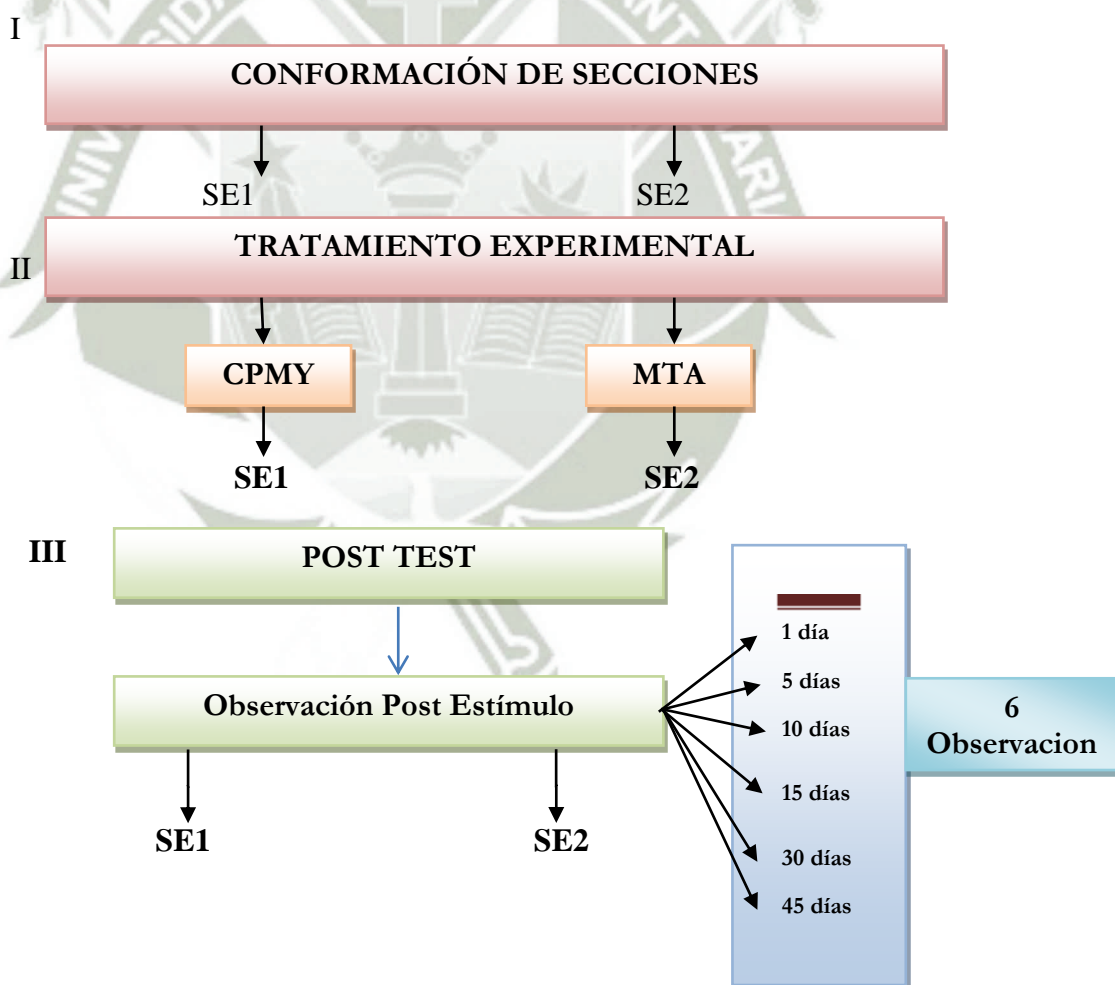 I
CONFORMACIÓN DE SECCIONES
SE1 SE2
TRATAMIENTO EXPERIMENTAL
II
CPMY MTA
SE1 SE2
III
POST TEST
1 día
Observación Post Estímulo
5 días
10 días
15 días
30 días
45 días
6
Observacion
SE1 SE2